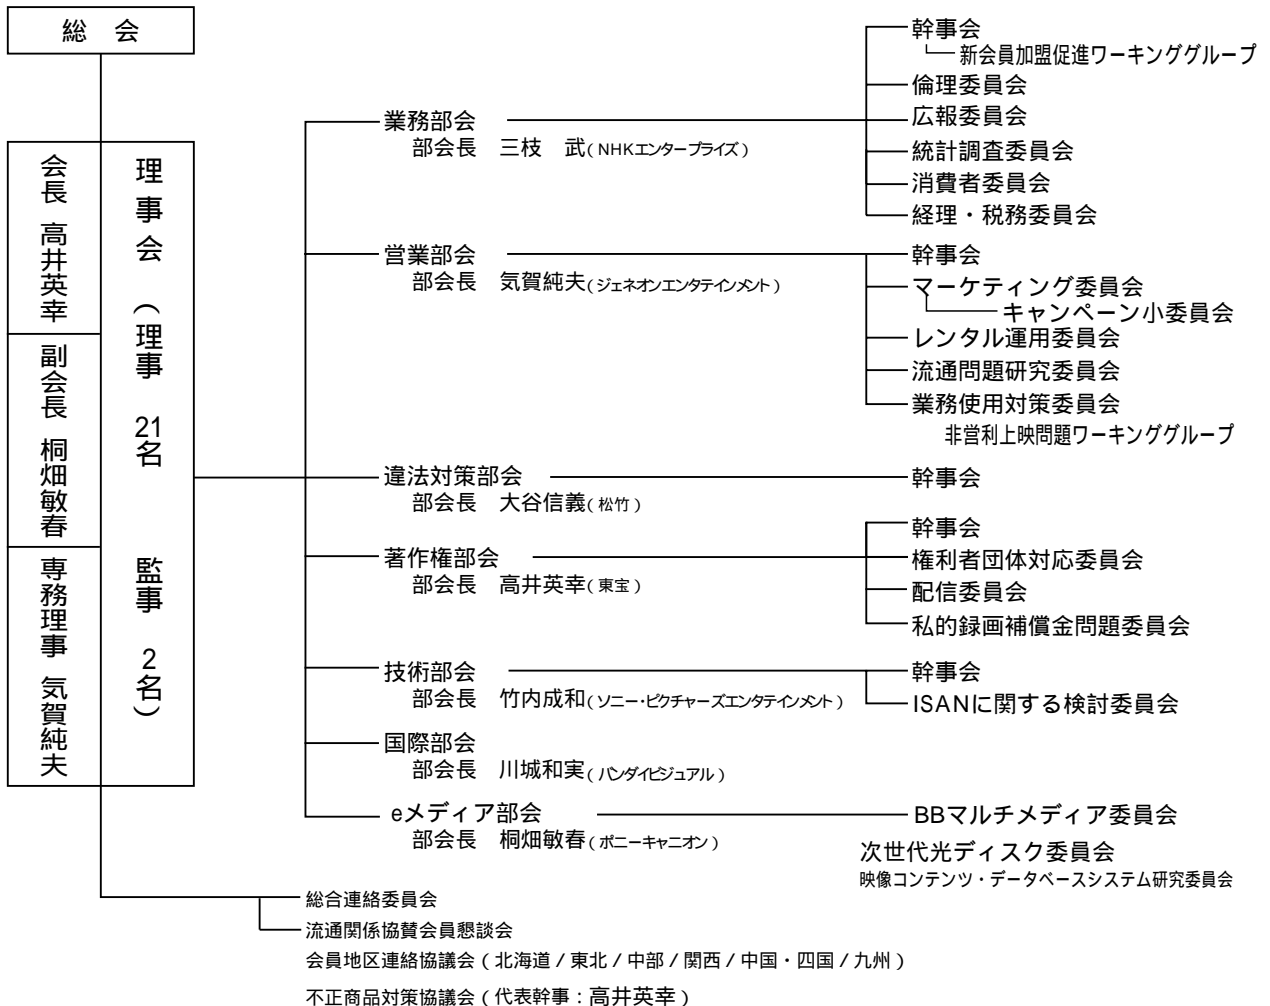 総 会
会長 高井英幸
副会長 桐畑敏春
専務理事 気賀純夫
理事会 (理事 21名 監事 2名)
業務部会
部会長 三枝 武(NHKエンタープライズ)
幹事会
新会員加盟促進ワーキンググループ
倫理委員会
広報委員会
統計調査委員会
消費者委員会
経理・税務委員会
営業部会
部会長 気賀純夫(ジェネオンエンタテインメント)
幹事会
マーケティング委員会
キャンペーン小委員会
レンタル運用委員会
流通問題研究委員会
業務使用対策委員会
非営利上映問題ワーキンググループ
違法対策部会
部会長 大谷信義(松竹)
幹事会
著作権部会
部会長 高井英幸(東宝)
幹事会
権利者団体対応委員会
配信委員会
私的録画補償金問題委員会
技術部会
部会長 竹内成和(ソニー・ピクチャーズエンタテインメント)
幹事会
ISANに関する検討委員会
国際部会
部会長 川城和実(バンダイビジュアル)
eメディア部会
部会長 桐畑敏春(ポニーキャニオン)
BBマルチメディア委員会
次世代光ディスク委員会
映像コンテンツ・データベースシステム研究委員会
総合連絡委員会
流通関係協賛会員懇談会
会員地区連絡協議会(北海道/東北/中部/関西/中国・四国/九州)
不正商品対策協議会(代表幹事:高井英幸)